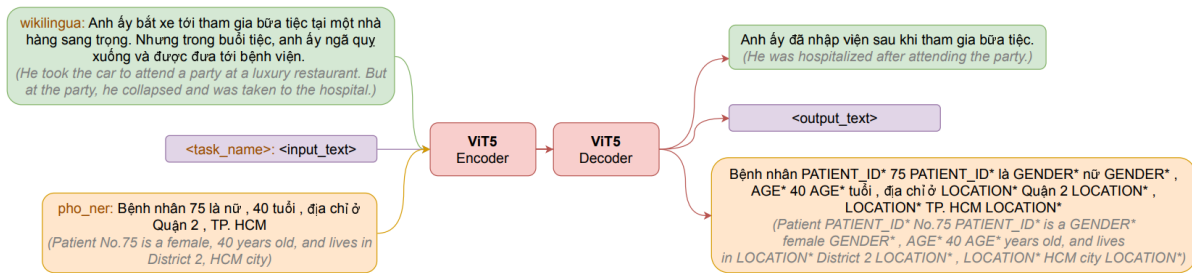 wikilingua: Anh ấy bắt xe tới tham gia bữa tiệc tại một nhà
hàng sang trọng. Nhưng trong buổi tiệc, anh ấy ngã quỵ
xuống và được đưa tới bệnh viện.
(He took the car to attend a party at a luxury restaurant. But
at the party, he collapsed and was taken to the hospital.)
<task_name>: <input_text>
pho_ner: Bệnh nhân 75 là nữ , 40 tuổi , địa chỉ ở
Quận 2 , TP. HCM
(Patient No.75 is a female, 40 years old, and lives in
District 2, HCM city)
ViT5
Encoder
ViT5
Decoder
Anh ấy đã nhập viện sau khi tham gia bữa tiệc.
(He was hospitalized after attending the party.)
<output_text>
Bệnh nhân PATIENT_ID* 75 PATIENT_ID* là GENDER* nữ GENDER* ,
AGE* 40 AGE* tuổi , địa chỉ ở LOCATION* Quận 2 LOCATION* ,
LOCATION* TP. HCM LOCATION*
(Patient PATIENT_ID* No.75 PATIENT_ID* is a GENDER*
female GENDER* , AGE* 40 AGE* years old, and lives
in LOCATION* District 2 LOCATION* , LOCATION* HCM city LOCATION*)